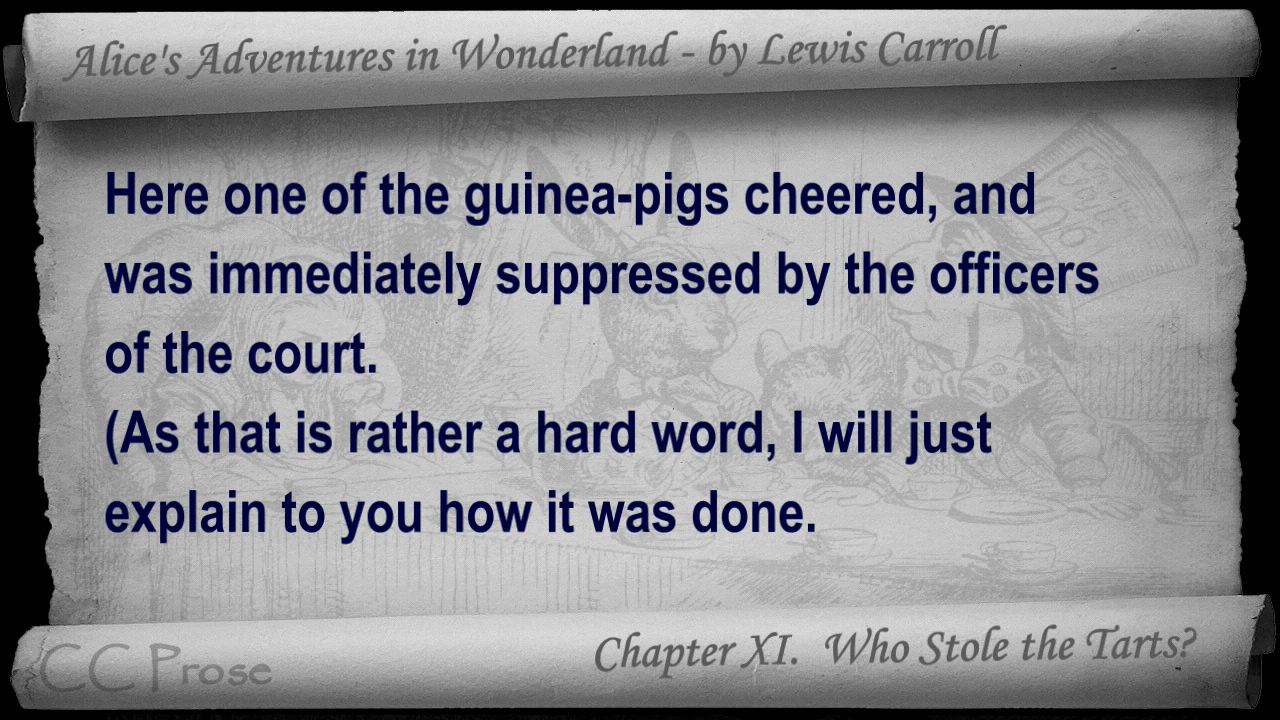 Alice's Adventures in Wonderland - by Lewis Carroll
Here one of the guinea-pigs cheered, and
was immediately suppressed by the officers
of the court.
(As that is rather a hard word, I will just
explain to you how it was done.
Chapter XI. Who Stole the Tarts?
CC Prose